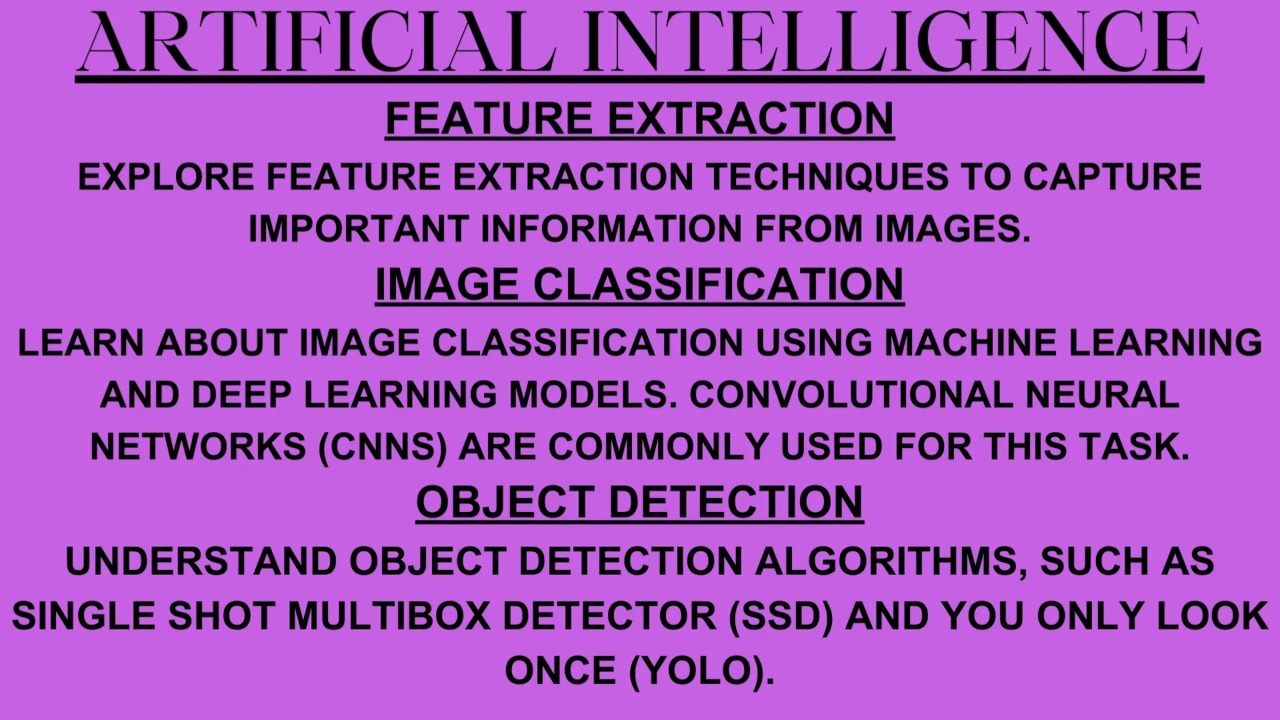 ARTIFICIAL INTELLIGENCE
FEATURE EXTRACTION
EXPLORE FEATURE EXTRACTION TECHNIQUES TO CAPTURE
IMPORTANT INFORMATION FROM IMAGES.
IMAGE CLASSIFICATION
LEARN ABOUT IMAGE CLASSIFICATION USING MACHINE LEARNING
AND DEEP LEARNING MODELS. CONVOLUTIONAL NEURAL
NETWORKS (CNNS) ARE COMMONLY USED FOR THIS TASK.
OBJECT DETECTION
UNDERSTAND OBJECT DETECTION ALGORITHMS, SUCH AS
SINGLE SHOT MULTIBOX DETECTOR (SSD) AND YOU ONLY LOOK
ONCE (YOLO).